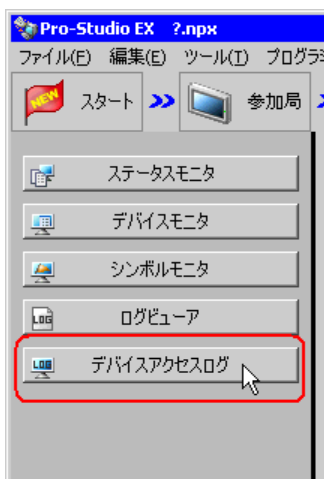 Pro-Studio EX ?.npx
ファイル(F) 編集(E) ツール(T) プログラ
NEW スタート 参加局
ステータスモニタ
デバイスモニタ
シンボルモニタ
LOG ログビューア
LOG デバイスアクセスログ